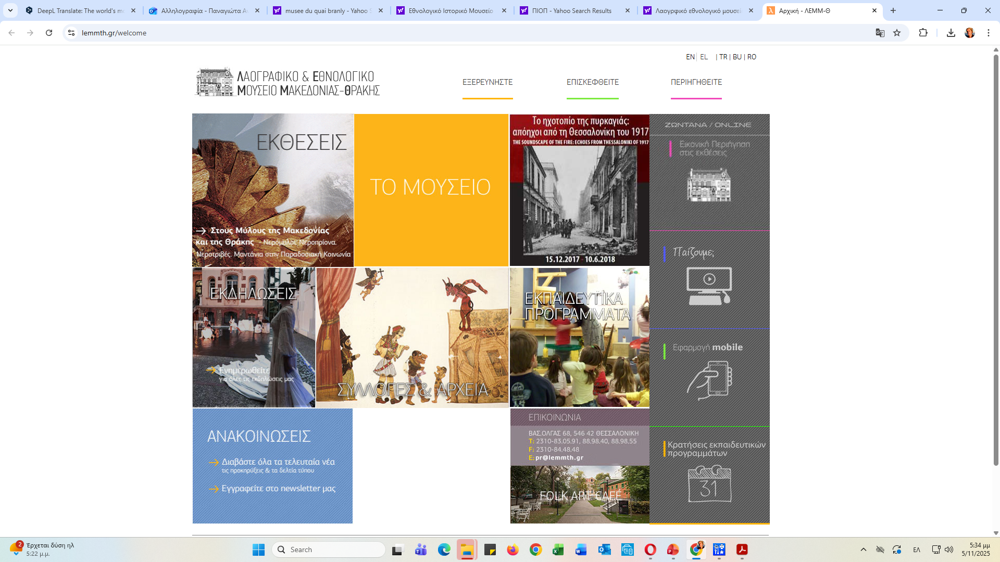 DeepL Translate: The world's m
Αλληλογραφία - Παναγιώτα Αν
musee du quai branly - Yahoo S
Εθνολογικό Ιστορικό Μουσείο
ΠΙΟΠ - Yahoo Search Results
Λαογρφικό εθνολογικό μουσεί
Αρχική - ΛΕΜΜ-Θ
lemmth.gr/welcome
EN | EL | TR | BU | RO
ΛΑΟΓΡΑΦΙΚΟ & ΕΘΝΟΛΟΓΙΚΟ
ΜΟΥΣΕΙΟ ΜΑΚΕΔΟΝΙΑΣ-ΘΡΑΚΗΣ
ΕΞΕΡΕΥΝΗΣΤΕ
ΕΠΙΣΚΕΦΘΕΙΤΕ
ΠΕΡΙΗΓΗΘΕΙΤΕ
ΕΚΘΕΣΕΙΣ
→ Στους Μύλους της Μακεδονίας
και της Θράκης - Νερόμυλοι, Νεροπρίονα,
Νεροτριβές, Μαντάνια στην Παραδοσιακή Κοινωνία
ΤΟ ΜΟΥΣΕΙΟ
Το ηχοτοπίο της πυρκαγιάς:
απόηχοι από τη Θεσσαλονίκη του 1917
THE SOUNDSCAPE OF THE FIRE: ECHOES FROM THESSALONIKI OF 1917
15.12.2017 - 10.6.2018
ΖΩΝΤΑΝΑ / ONLINE
Εικονική Περιήγηση
στις εκθέσεις
Παίζουμε;
Εφαρμογή mobile
Κρατήσεις εκπαιδευτικών
προγραμμάτων
31
ΕΚΔΗΛΩΣΕΙΣ
→ Ενημερωθείτε
για όλες τις εκδηλώσεις μας
ΣΥΛΛΟΓΕΣ & ΑΡΧΕΙΑ
ΕΚΠΑΙΔΕΥΤΙΚΑ
ΠΡΟΓΡΑΜΜΑΤΑ
ΑΝΑΚΟΙΝΩΣΕΙΣ
→ Διαβάστε όλα τα τελευταία νέα
τις προκηρύξεις & τα δελτία τύπου
→ Εγγραφείτε στο newsletter μας
ΕΠΙΚΟΙΝΩΝΙΑ
ΒΑΣ.ΟΛΓΑΣ 68, 546 42 ΘΕΣΣΑΛΟΝΙΚΗ
T: 2310-83.05.91, 88.98.40, 88.98.55
F: 2310-84.48.48
E: pr@lemmth.gr
FOLK ART CAFÉ
2
Έρχεται δύση ηλ
5:22 μ.μ.
Search
ΕΛ
5:34 μμ
5/11/2025